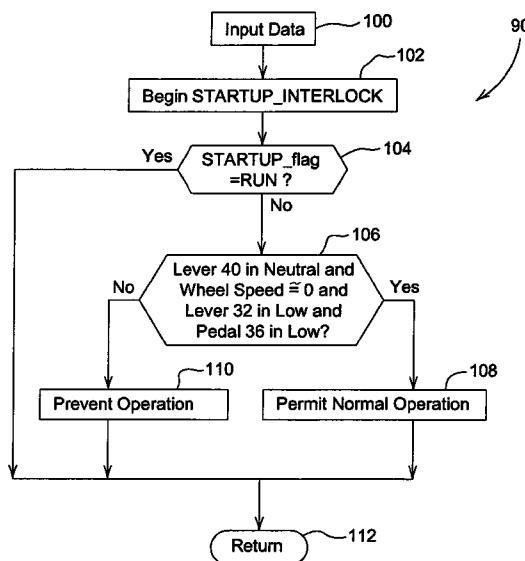 Input Data
100
90
102
Begin STARTUP_INTERLOCK
Yes
STARTUP_flag
=RUN ?
104
No
106
No
Lever 40 in Neutral and
Wheel Speed ≅ 0 and
Lever 32 in Low and
Pedal 36 in Low?
Yes
110
Prevent Operation
108
Permit Normal Operation
Return
112